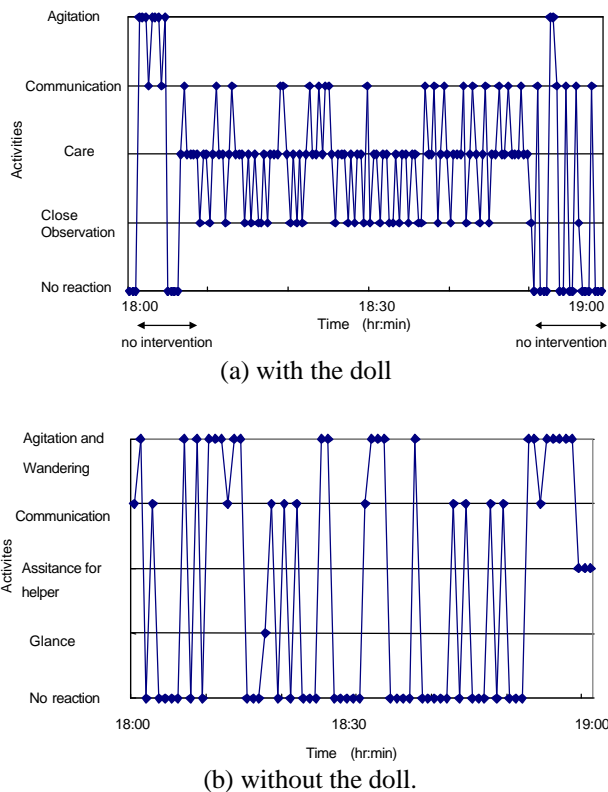 Agitation
Communication
Care
Close
Observation
No reaction
Activities
18:00 18:30 19:00
Time (hr:min)
no intervention no intervention
(a) with the doll
Agitation and
Wandering
Communication
Assitance for
helper
Glance
No reaction
Activites
18:00 18:30 19:00
Time (hr:min)
(b) without the doll.